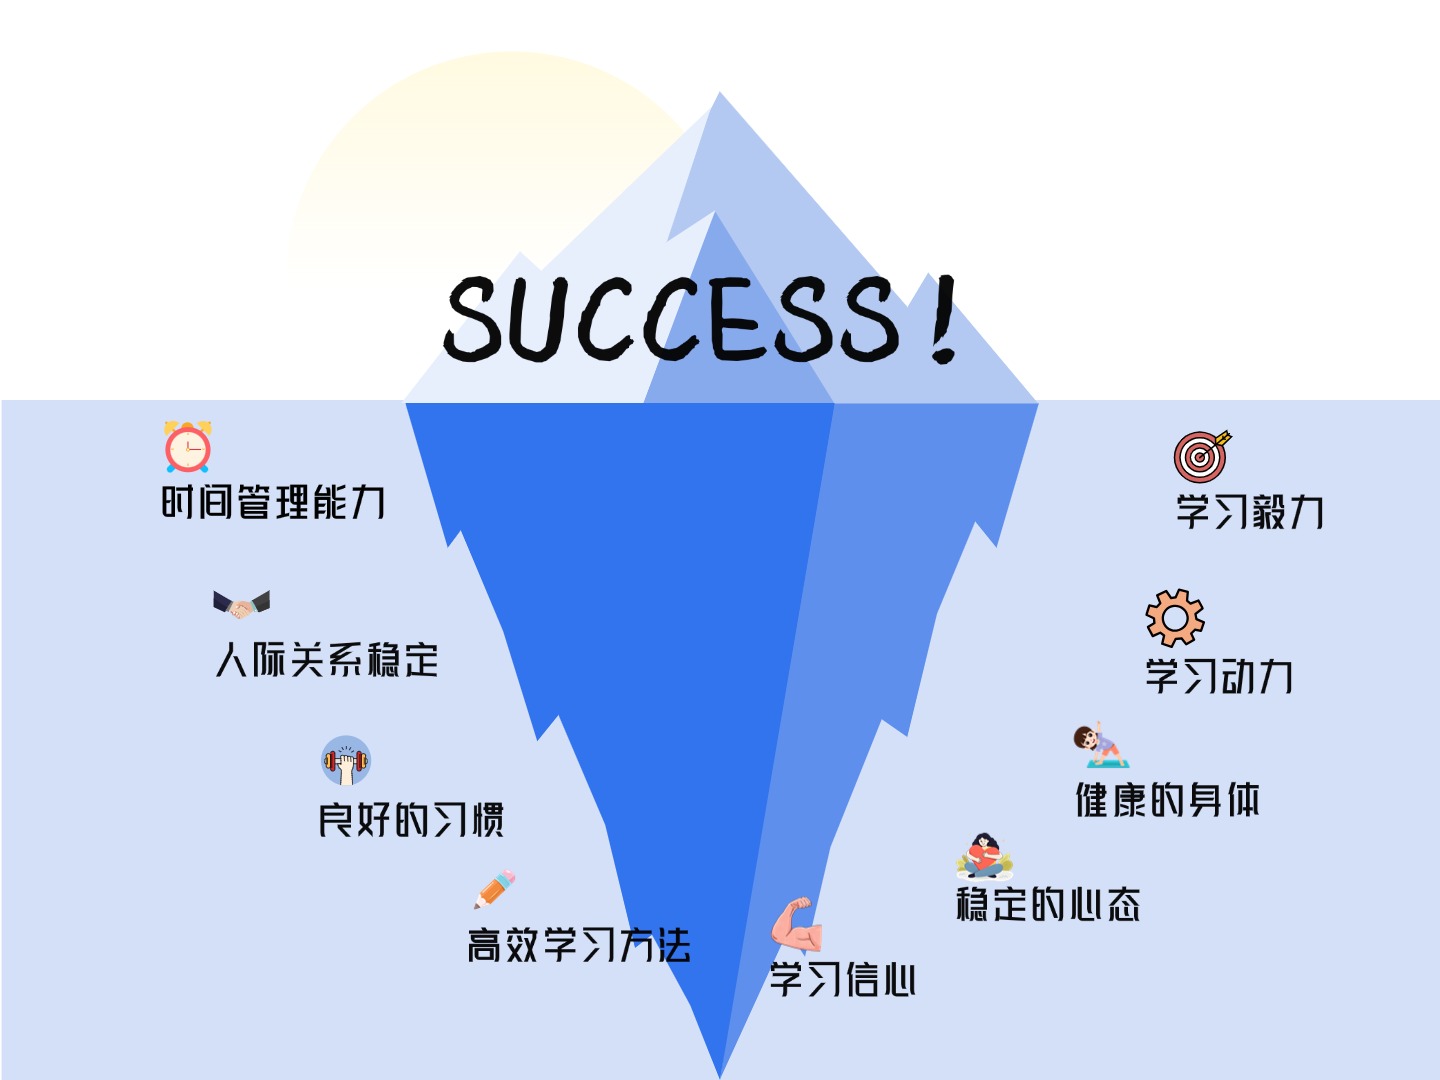 SUCCESS!
时间管理能力
学习毅力
人际关系稳定
学习动力
良好的习惯
健康的身体
稳定的心态
高效学习方法
学习信心